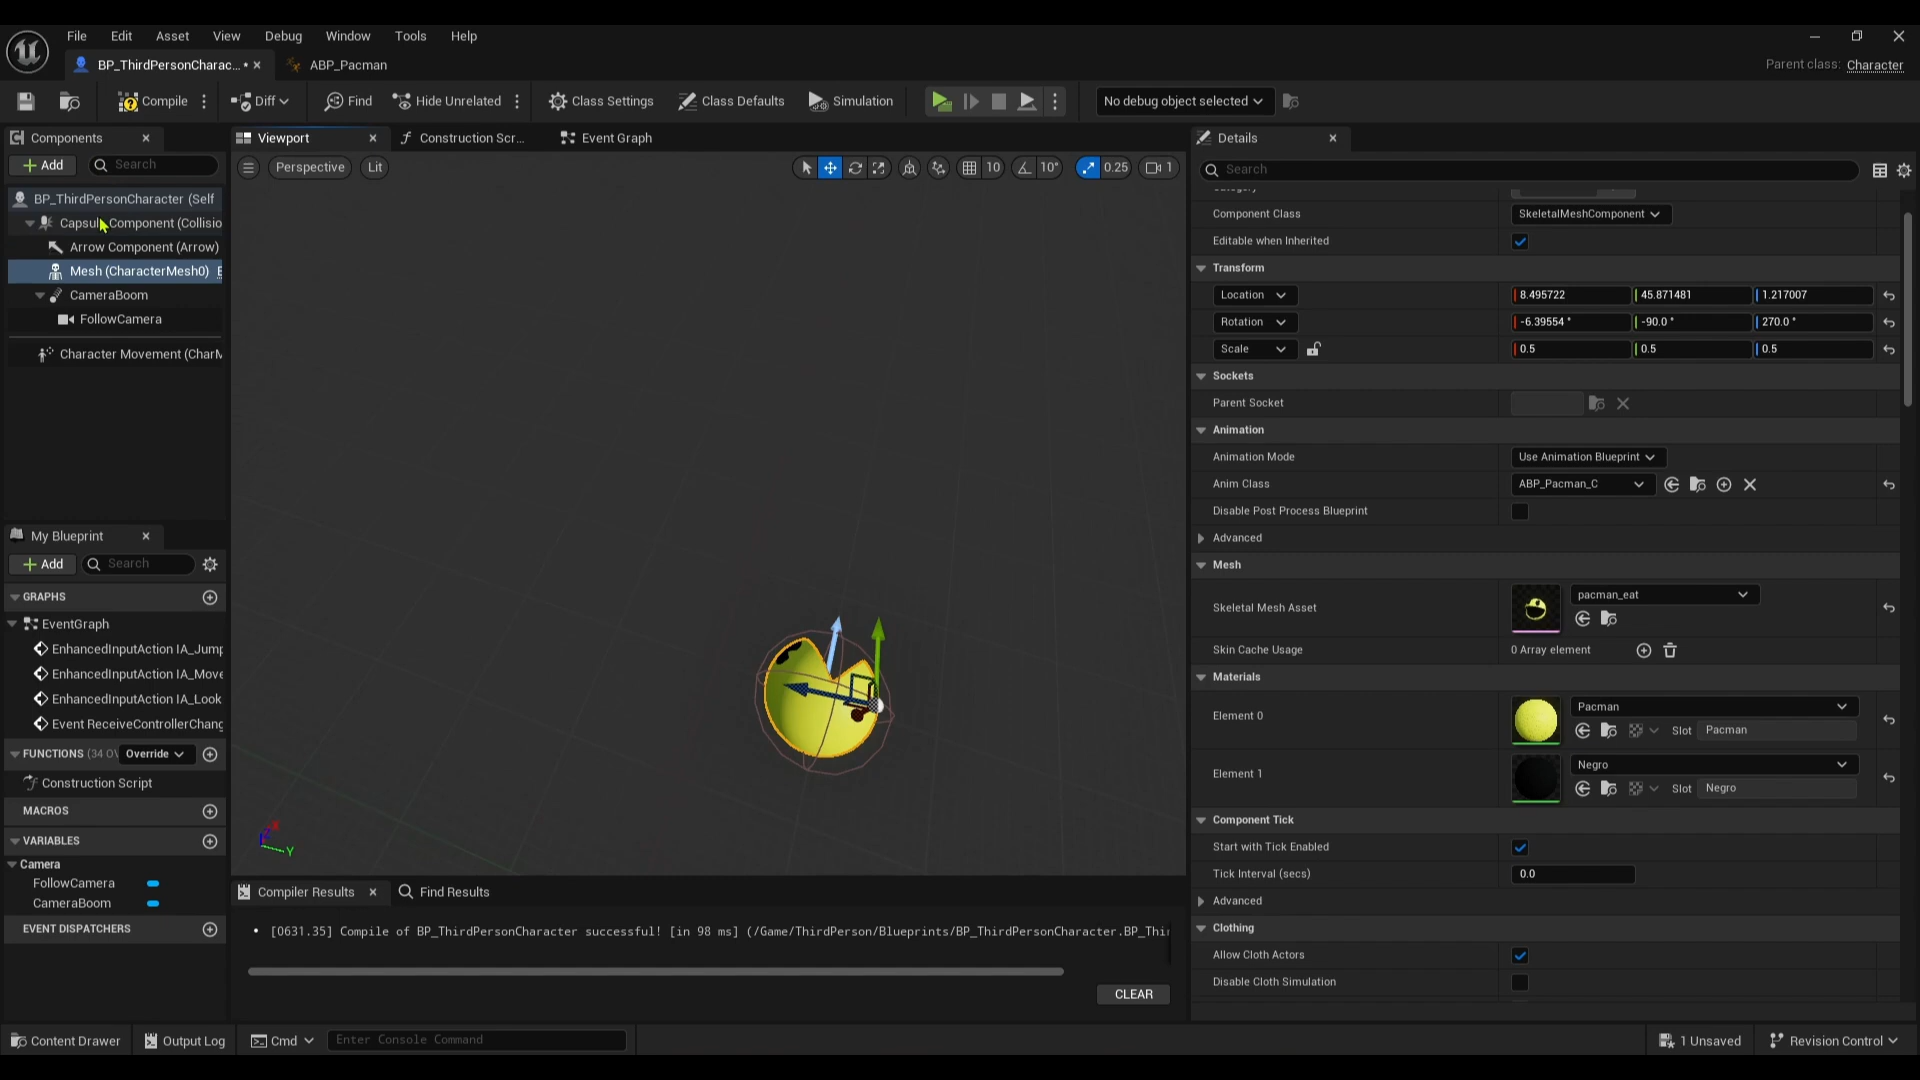 File Edit Asset View Debug Window Tools Help
BP_ThirdPersonCharac... •
ABP_Pacman
Parent class: Character
Compile
Diff
Find
Hide Unrelated
Class Settings
Class Defaults
Simulation
No debug object selected
Components
Add
Search
BP_ThirdPersonCharacter (Self
Capsule Component (Collisio
Arrow Component (Arrow)
Mesh (CharacterMesh0) E
CameraBoom
FollowCamera
Character Movement (CharM
My Blueprint
Add
Search
GRAPHS
EventGraph
EnhancedInputAction IA_Jump
EnhancedInputAction IA_Move
EnhancedInputAction IA_Look
Event ReceiveControllerChang
FUNCTIONS (34 OV Override
Construction Script
MACROS
VARIABLES
Camera
FollowCamera
CameraBoom
EVENT DISPATCHERS
Viewport
Construction Scr...
Event Graph
Perspective
Lit
10
10°
0.25
1
X
Z
Y
Compiler Results
Find Results
• [0631.35] Compile of BP_ThirdPersonCharacter successful! [in 98 ms] (/Game/ThirdPerson/Blueprints/BP_ThirdPersonCharacter.BP_Thir
CLEAR
Details
Search
Component Class SkeletalMeshComponent
Editable when Inherited
Transform
Location 8.495722 45.871481 1.217007
Rotation -6.39554 ° -90.0 ° 270.0 °
Scale 0.5 0.5 0.5
Sockets
Parent Socket
Animation
Animation Mode Use Animation Blueprint
Anim Class ABP_Pacman_C
Disable Post Process Blueprint
Advanced
Mesh
Skeletal Mesh Asset pacman_eat
Skin Cache Usage 0 Array element
Materials
Element 0 Pacman
Slot Pacman
Element 1 Negro
Slot Negro
Component Tick
Start with Tick Enabled
Tick Interval (secs) 0.0
Advanced
Clothing
Allow Cloth Actors
Disable Cloth Simulation
Content Drawer
Output Log
Cmd
Enter Console Command
1 Unsaved
Revision Control